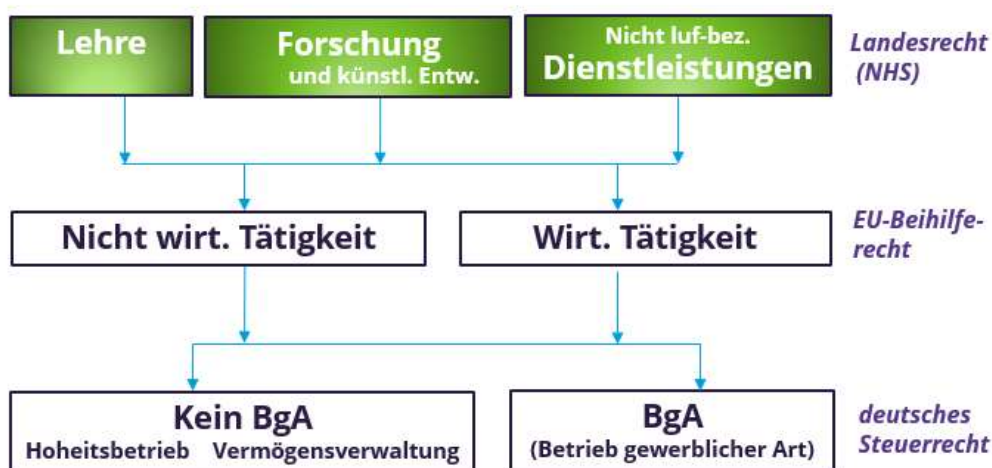 Lehre
Forschung
und künstl. Entw.
Nicht luf-bez.
Dienstleistungen
Landesrecht
(NHS)
Nicht wirt. Tätigkeit
Wirt. Tätigkeit
EU-Beihilfe-
recht
Kein BgA
Hoheitsbetrieb Vermögensverwaltung
BgA
(Betrieb gewerblicher Art)
deutsches
Steuerrecht